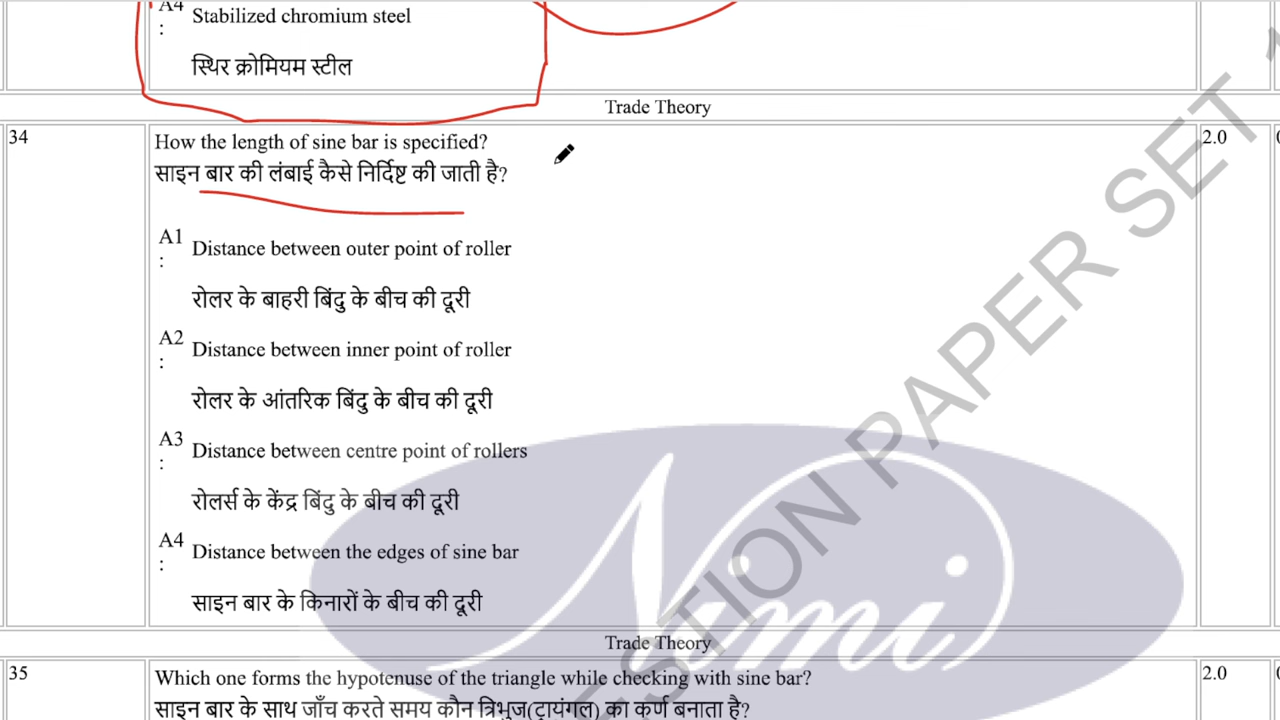 A4
:
Stabilized chromium steel
स्थिर क्रोमियम स्टील
Trade Theory
34
How the length of sine bar is specified?
2.0
साइन बार की लंबाई कैसे निर्दिष्ट की जाती है?
A1
:
Distance between outer point of roller
रोलर के बाहरी बिंदु के बीच की दूरी
A2
:
Distance between inner point of roller
रोलर के आंतरिक बिंदु के बीच की दूरी
A3
:
Distance between centre point of rollers
रोलर्स के केंद्र बिंदु के बीच की दूरी
A4
:
Distance between the edges of sine bar
साइन बार के किनारों के बीच की दूरी
Nimi
STION PAPER SET
Trade Theory
35
Which one forms the hypotenuse of the triangle while checking with sine bar?
2.0
साइन बार के साथ जाँच करते समय कौन त्रिभुज(ट्रायंगल) का कर्ण बनाता है?